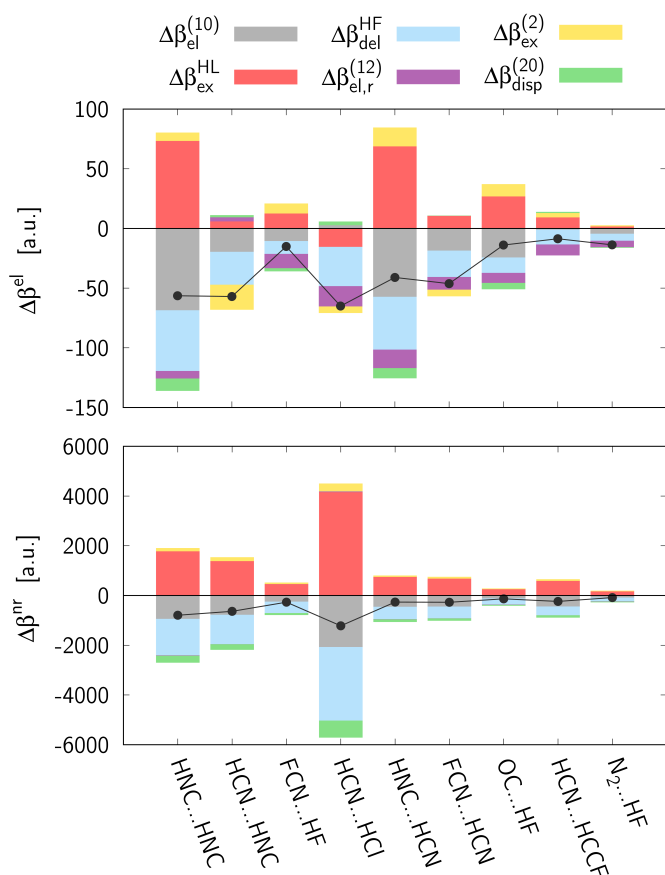 Δβ_el^(10) Δβ_del^HF Δβ_ex^(2)
Δβ_ex^HL Δβ_el,r^(12) Δβ_disp^(20)
100
50
0
-50
-100
-150
Δβ^el [a.u.]
6000
4000
2000
0
-2000
-4000
-6000
Δβ^nr [a.u.]
HNC...HNC
HCN...HNC
FCN...HF
HCN...HCl
HNC...HCN
FCN...HCN
OC...HF
HCN...HCCF
N₂...HF